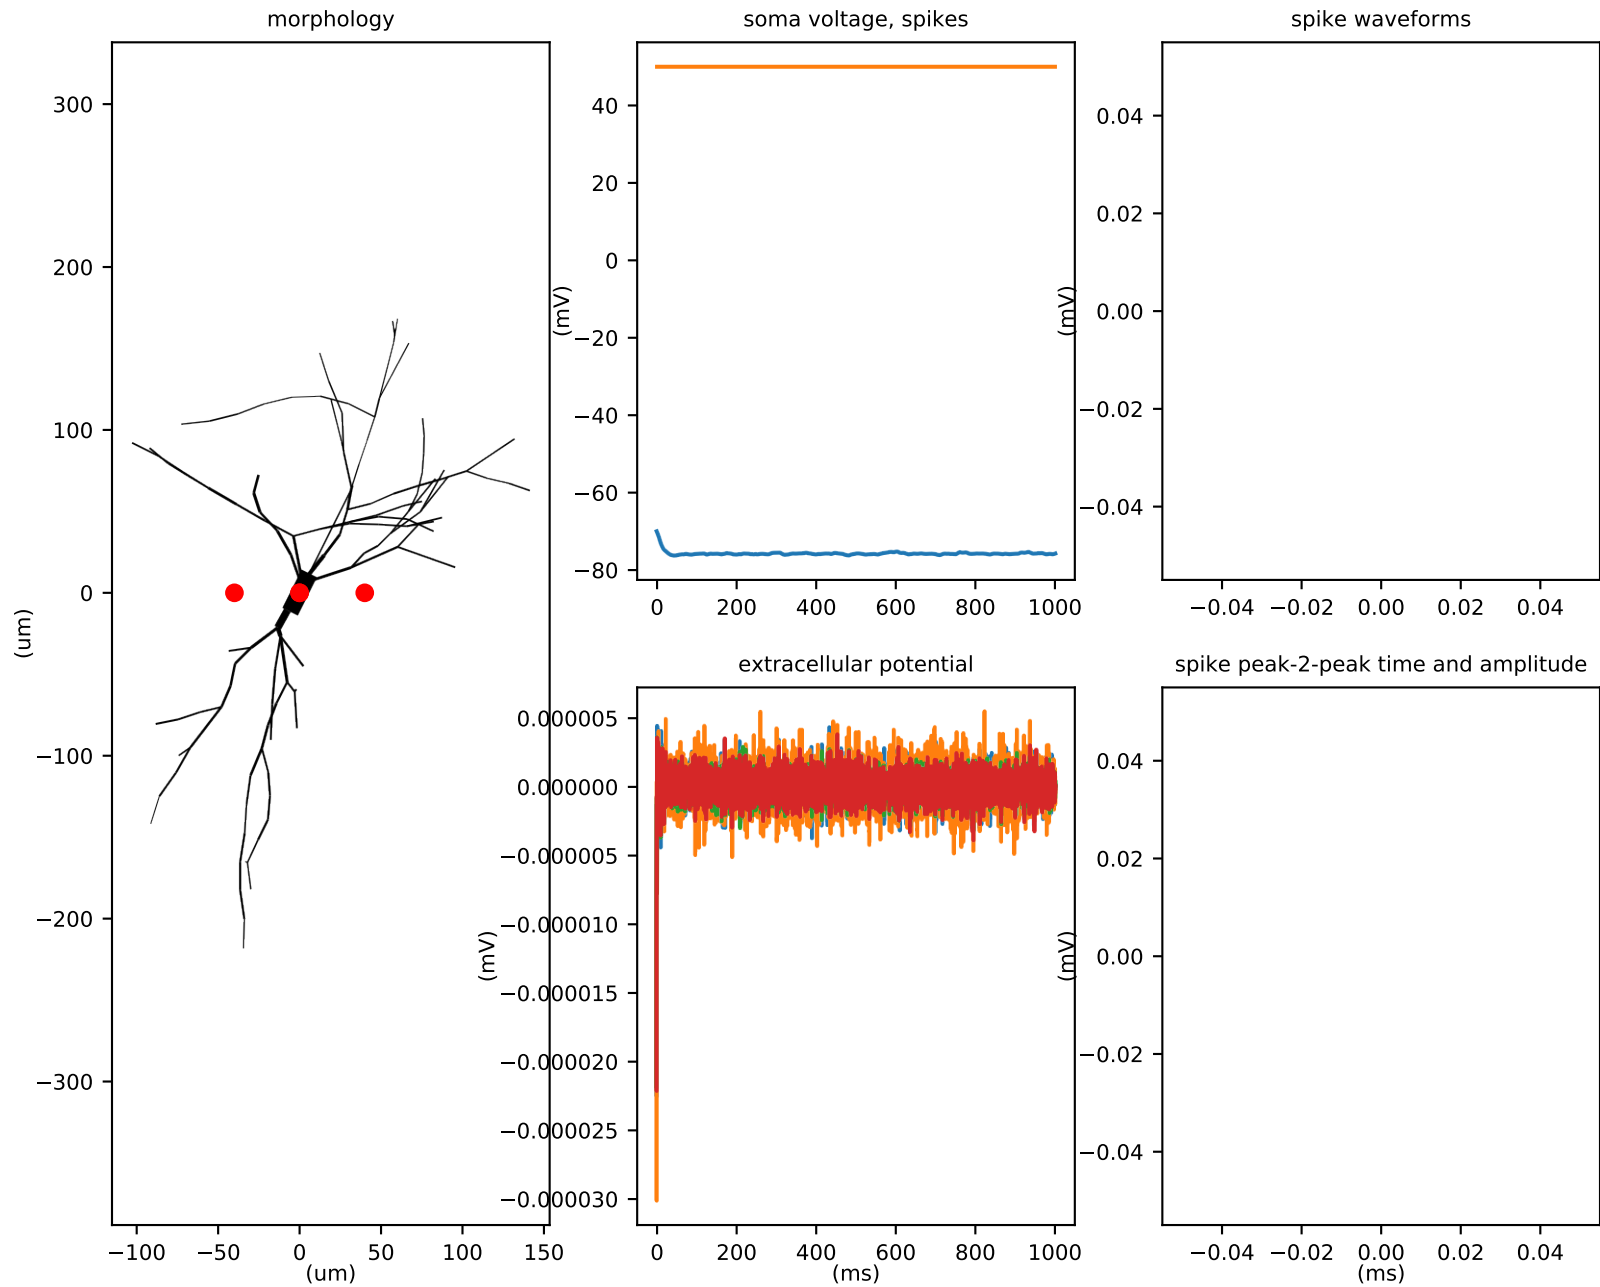 morphology
300
200
100
0
−100
−200
−300
(um)
−100 −50 0 50 100 150
(um)
soma voltage, spikes
40
20
0
−20
−40
−60
−80
(mV)
0 200 400 600 800 1000
spike waveforms
0.04
0.02
0.00
−0.02
−0.04
(mV)
−0.04 −0.02 0.00 0.02 0.04
extracellular potential
0.000005
0.000000
−0.000005
−0.000010
−0.000015
−0.000020
−0.000025
−0.000030
(mV)
0 200 400 600 800 1000
(ms)
spike peak-2-peak time and amplitude
0.04
0.02
0.00
−0.02
−0.04
(mV)
−0.04 −0.02 0.00 0.02 0.04
(ms)